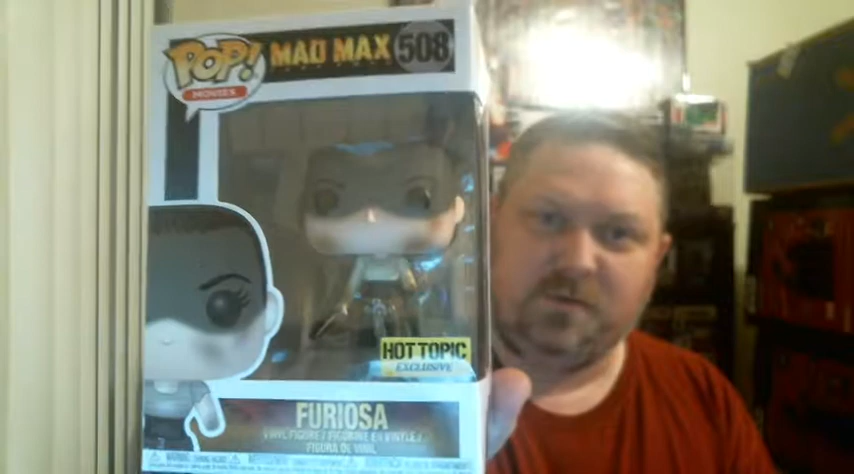 POP! MAD MAX 508
MOVIES
HOT TOPIC
EXCLUSIVE
FURIOSA
VINYL FIGURE / FIGURINE EN VINYLE /
FIGURA DE VINIL